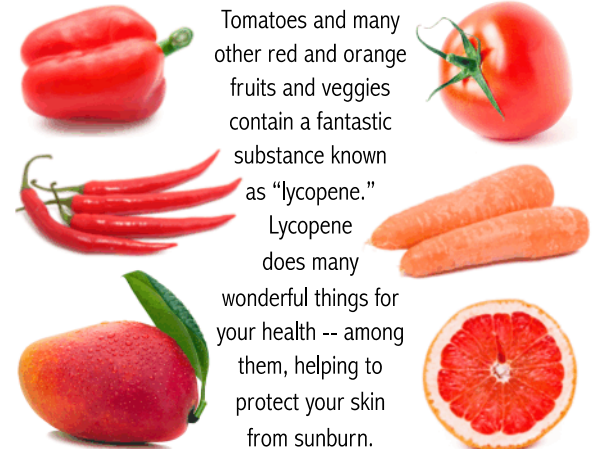 Tomatoes and many
other red and orange
fruits and veggies
contain a fantastic
substance known
as “lycopene.”
Lycopene
does many
wonderful things for
your health -- among
them, helping to
protect your skin
from sunburn.